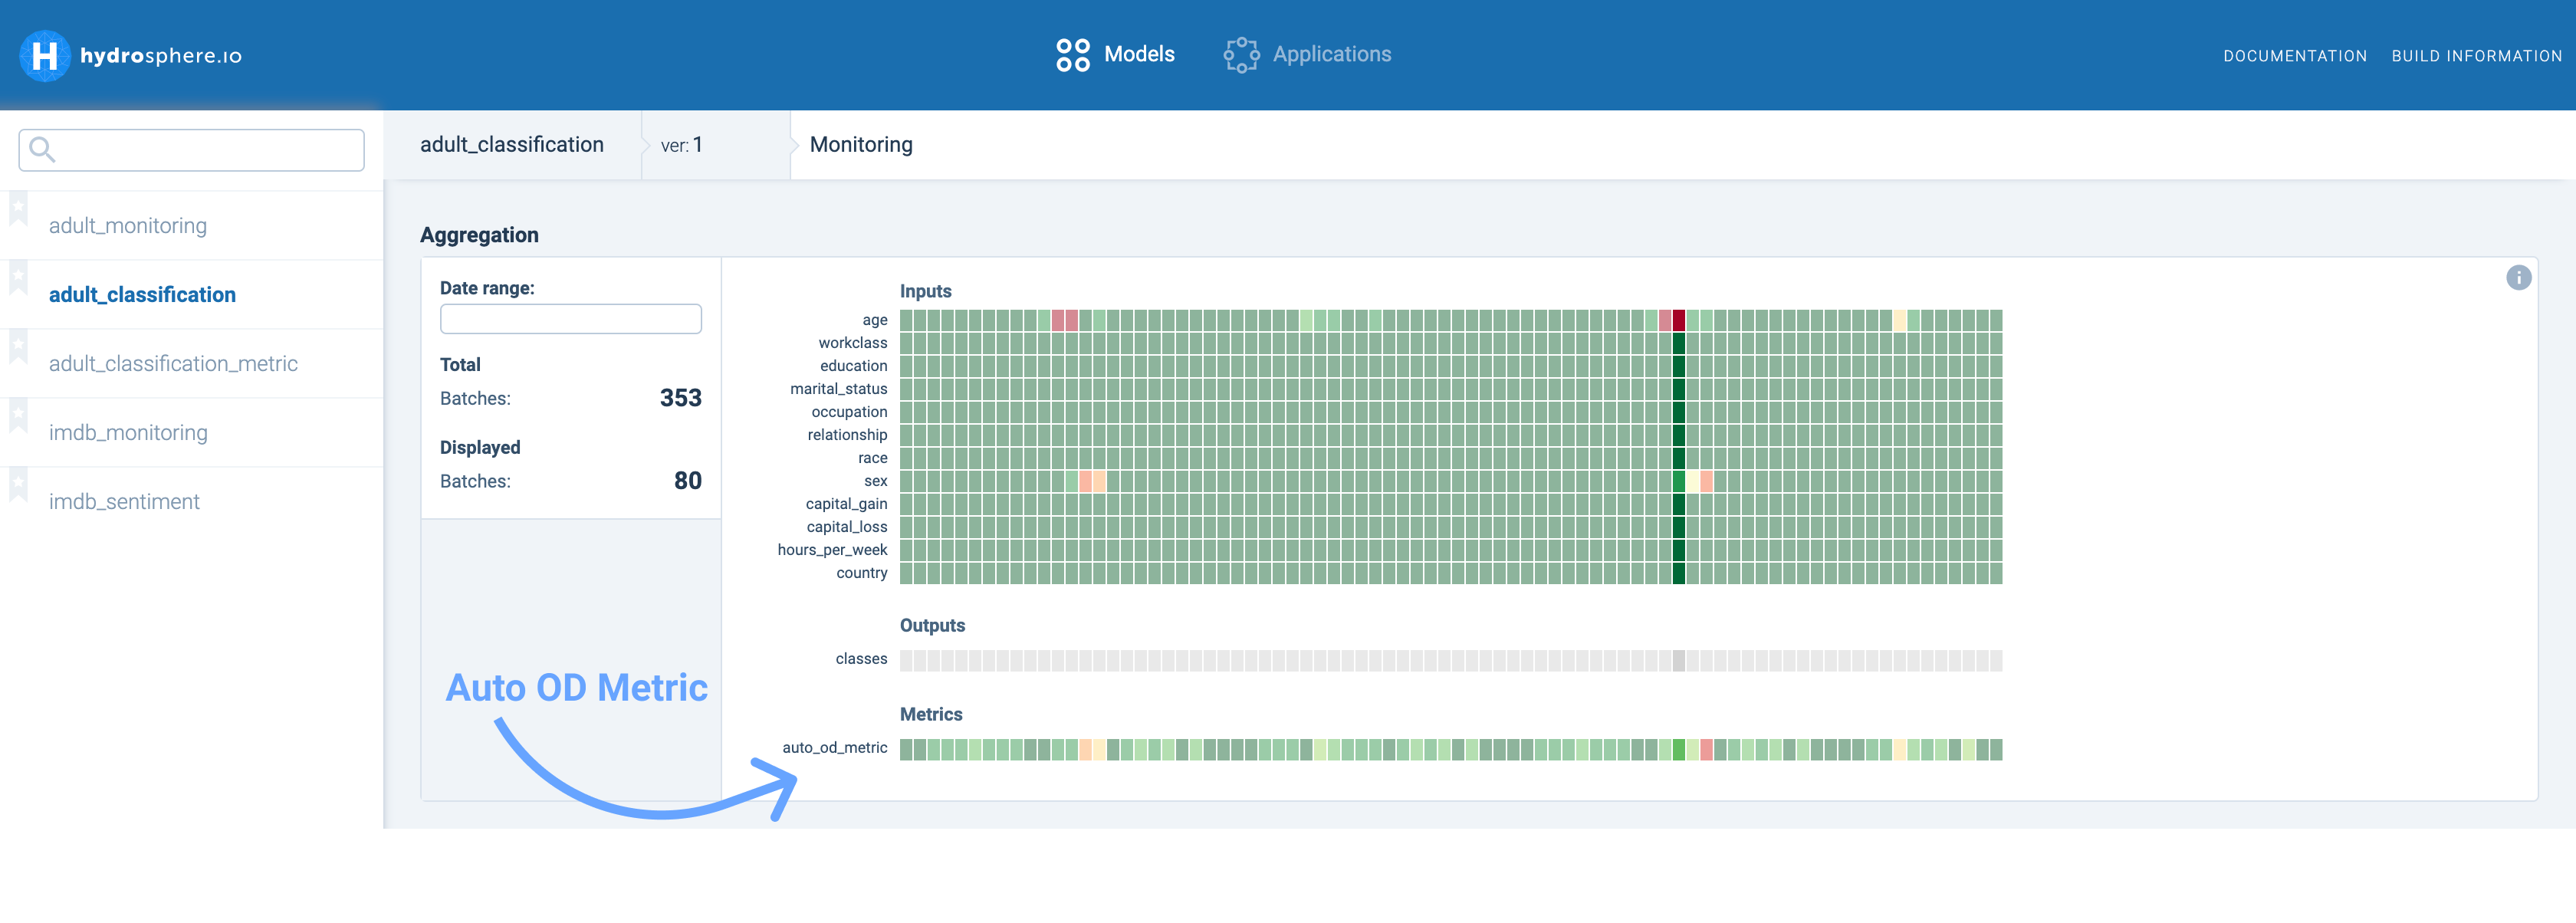 H hydrosphere.io
Models
Applications
DOCUMENTATION
BUILD INFORMATION
adult_classification
ver: 1
Monitoring
adult_monitoring
adult_classification
adult_classification_metric
imdb_monitoring
imdb_sentiment
Aggregation
Date range:
Total
Batches: 353
Displayed
Batches: 80
Auto OD Metric
Inputs
age
workclass
education
marital_status
occupation
relationship
race
sex
capital_gain
capital_loss
hours_per_week
country
Outputs
classes
Metrics
auto_od_metric
i